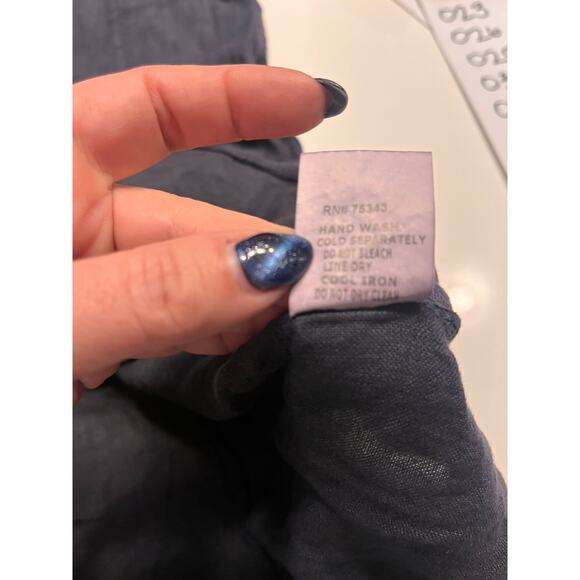 RN# 75343
HAND WASH
COLD SEPARATELY
DO NOT BLEACH
LINE DRY
COOL IRON
DO NOT DRY CLEAN